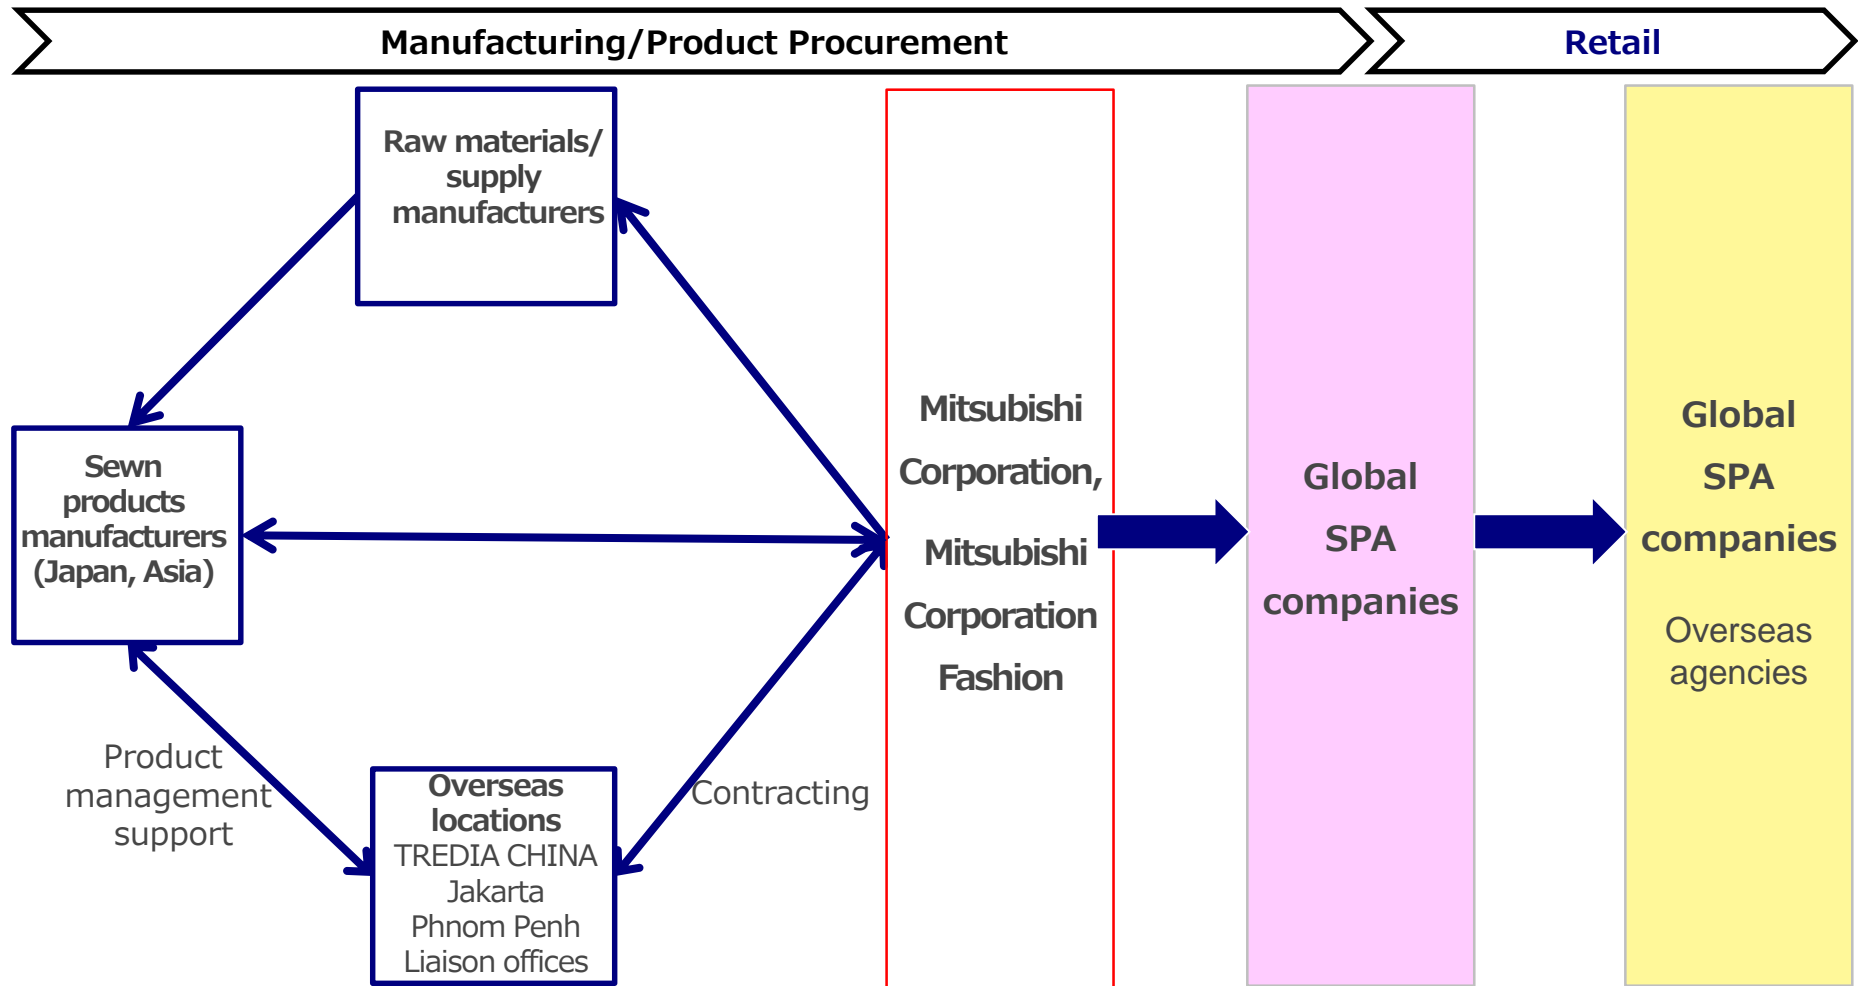 Manufacturing/Product Procurement
Retail
Raw materials/
supply
manufacturers
Sewn
products
manufacturers
(Japan, Asia)
Product
management
support
Overseas
locations
TREDIA CHINA
Jakarta
Phnom Penh
Liaison offices
Contracting
Mitsubishi
Corporation,
Mitsubishi
Corporation
Fashion
Global
SPA
companies
Global
SPA
companies
Overseas
agencies